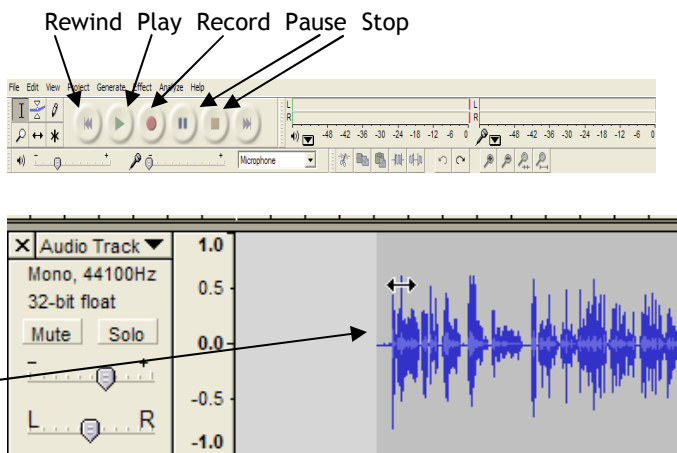 Rewind Play Record Pause Stop
File Edit View Project Generate Effect Analyze Help
L L
R R
-48 -42 -36 -30 -24 -18 -12 -6 0 -48 -42 -36 -30 -24 -18 -12 -6 0
- + - + Microphone
X Audio Track 1.0
Mono, 44100Hz
32-bit float 0.5
Mute Solo 0.0
- +
-0.5
L R
-1.0